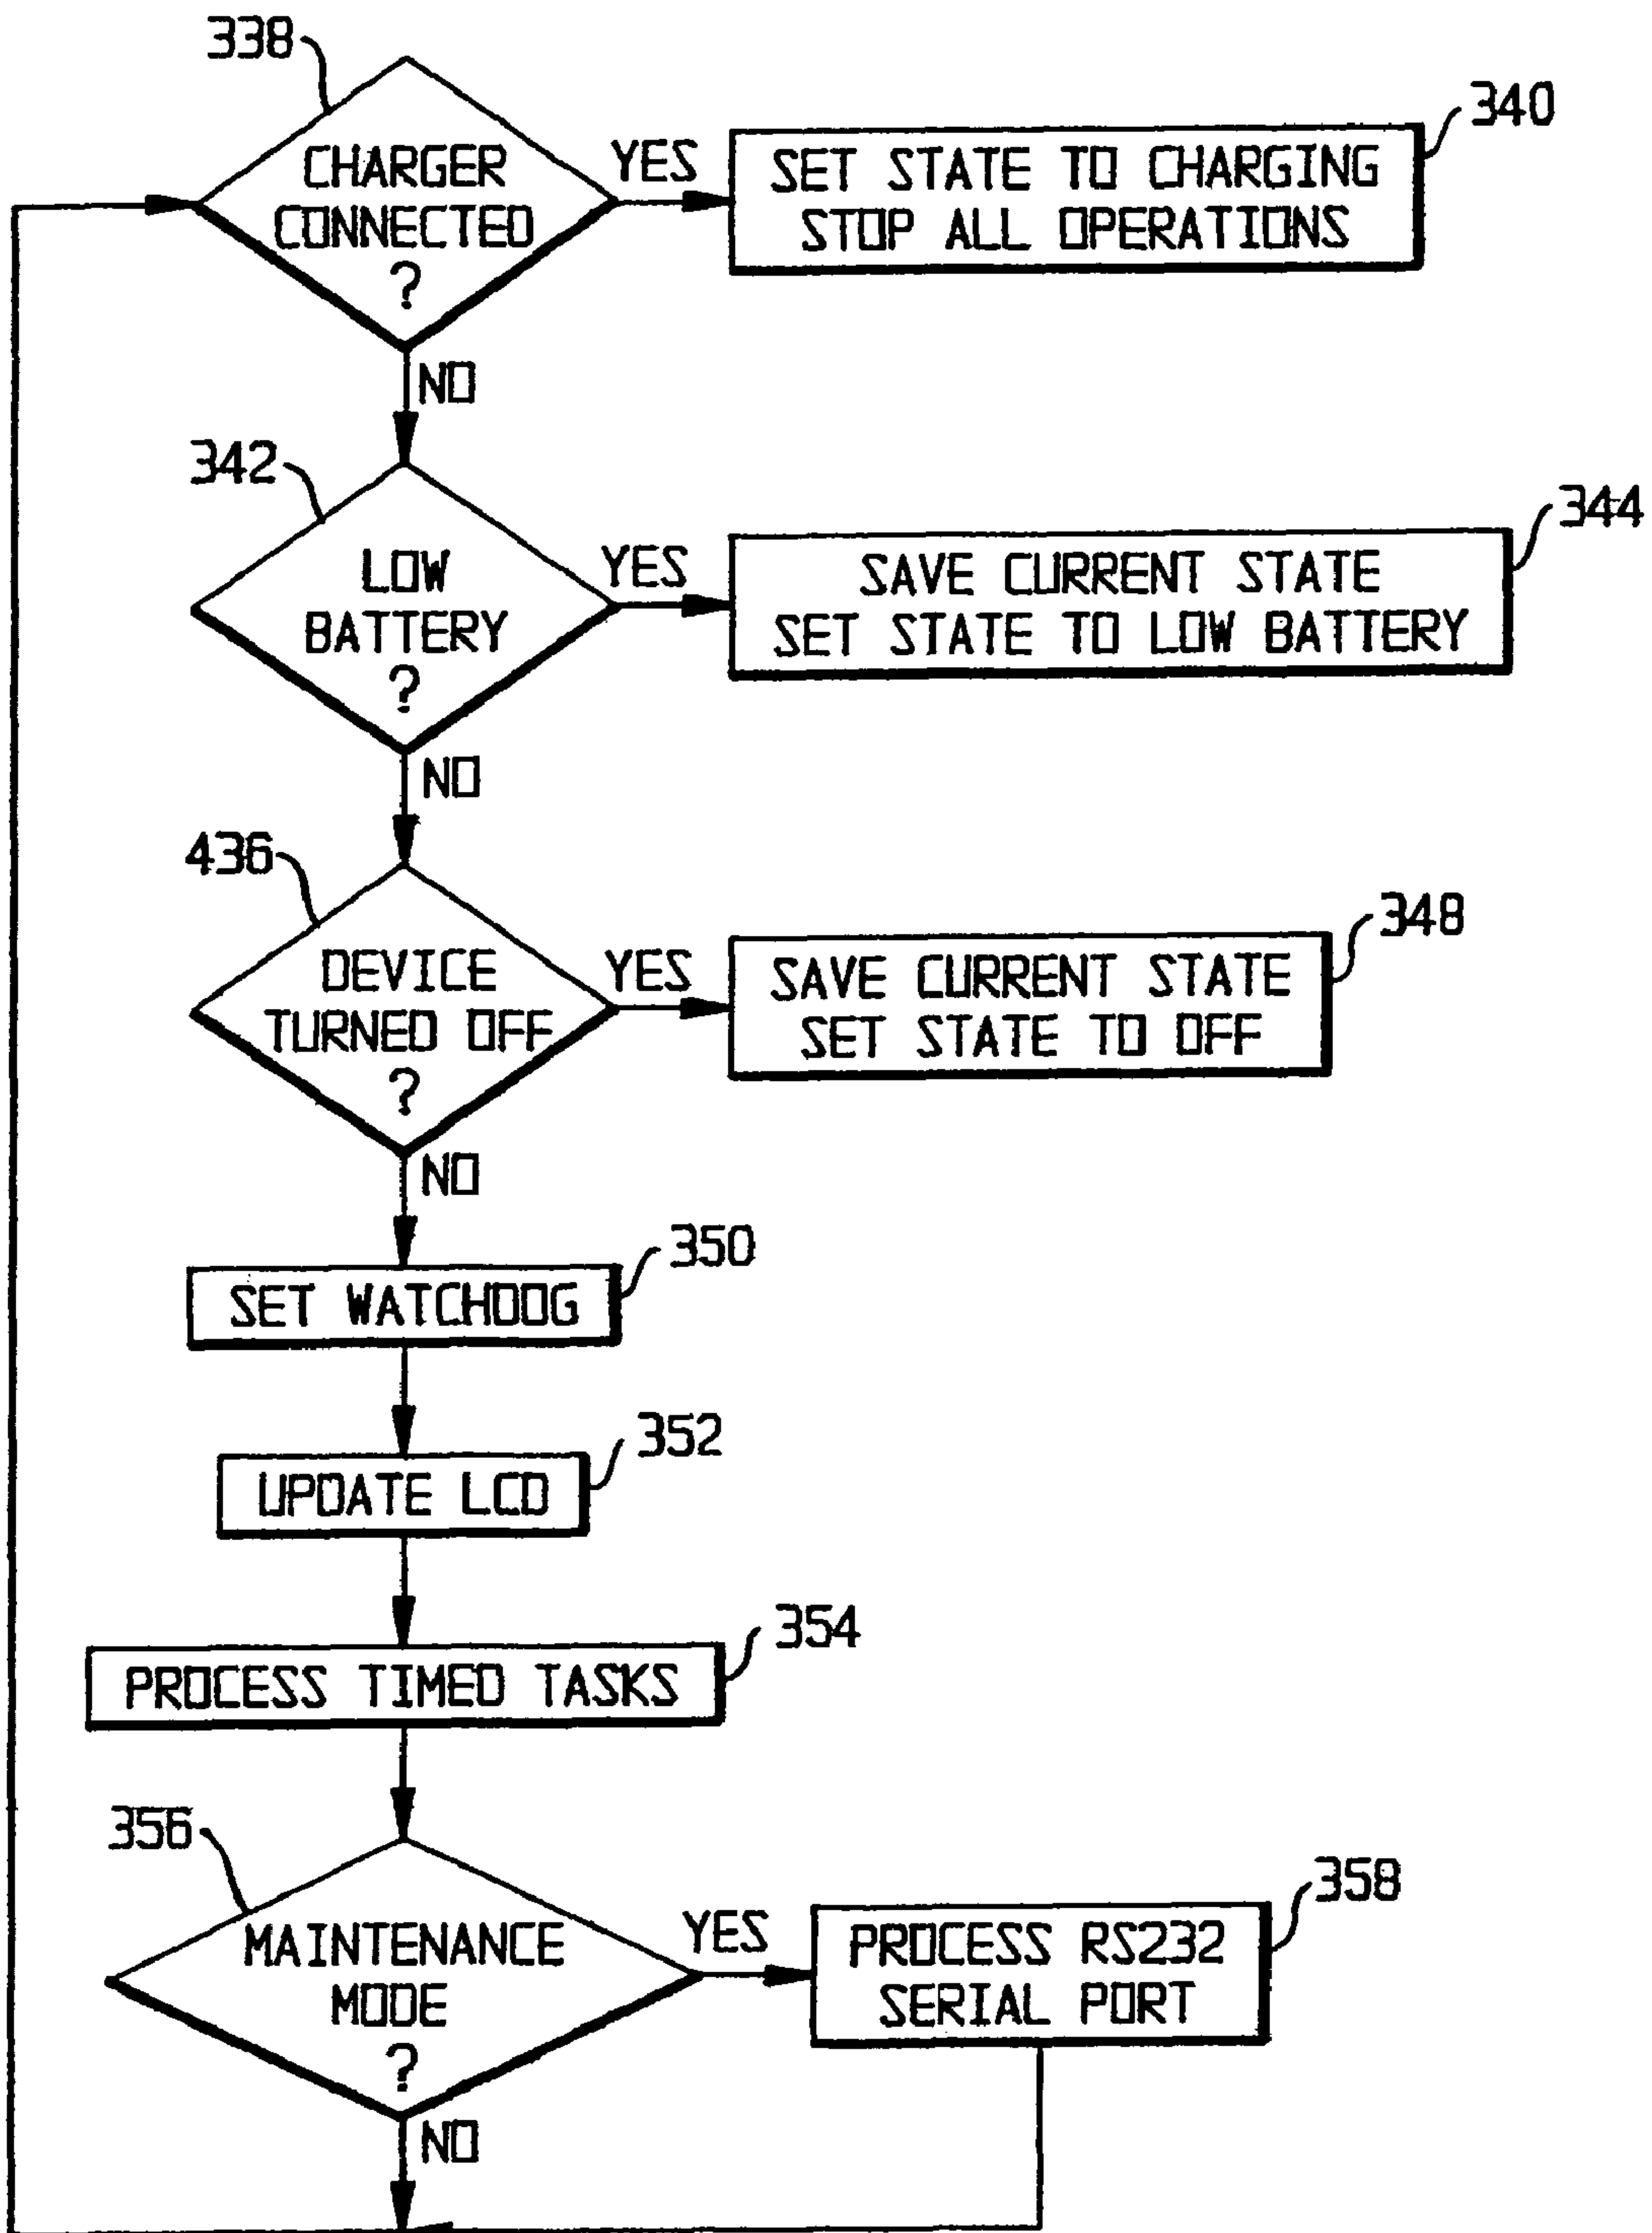 338
CHARGER
CONNECTED
?
YES
340
SET STATE TO CHARGING
STOP ALL OPERATIONS
NO
342
LOW
BATTERY
?
YES
344
SAVE CURRENT STATE
SET STATE TO LOW BATTERY
NO
436
DEVICE
TURNED OFF
?
YES
348
SAVE CURRENT STATE
SET STATE TO OFF
NO
350
SET WATCHDOG
352
UPDATE LCD
354
PROCESS TIMED TASKS
356
MAINTENANCE
MODE
?
YES
358
PROCESS RS232
SERIAL PORT
NO